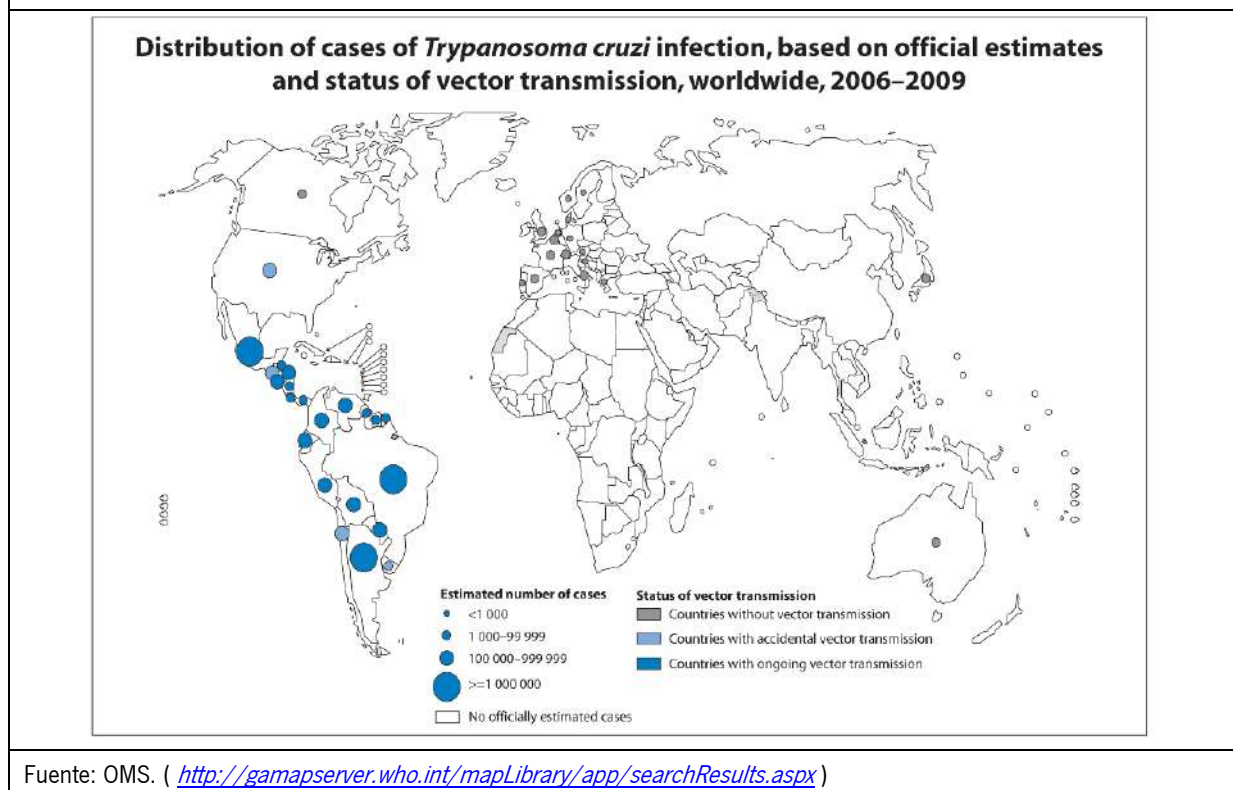 Distribution of cases of Trypanosoma cruzi infection, based on official estimates
and status of vector transmission, worldwide, 2006–2009
Estimated number of cases
<1 000
1 000–99 999
100 000–999 999
>=1 000 000
No officially estimated cases
Status of vector transmission
Countries without vector transmission
Countries with accidental vector transmission
Countries with ongoing vector transmission
Fuente: OMS. ( http://gamapserver.who.int/mapLibrary/app/searchResults.aspx )